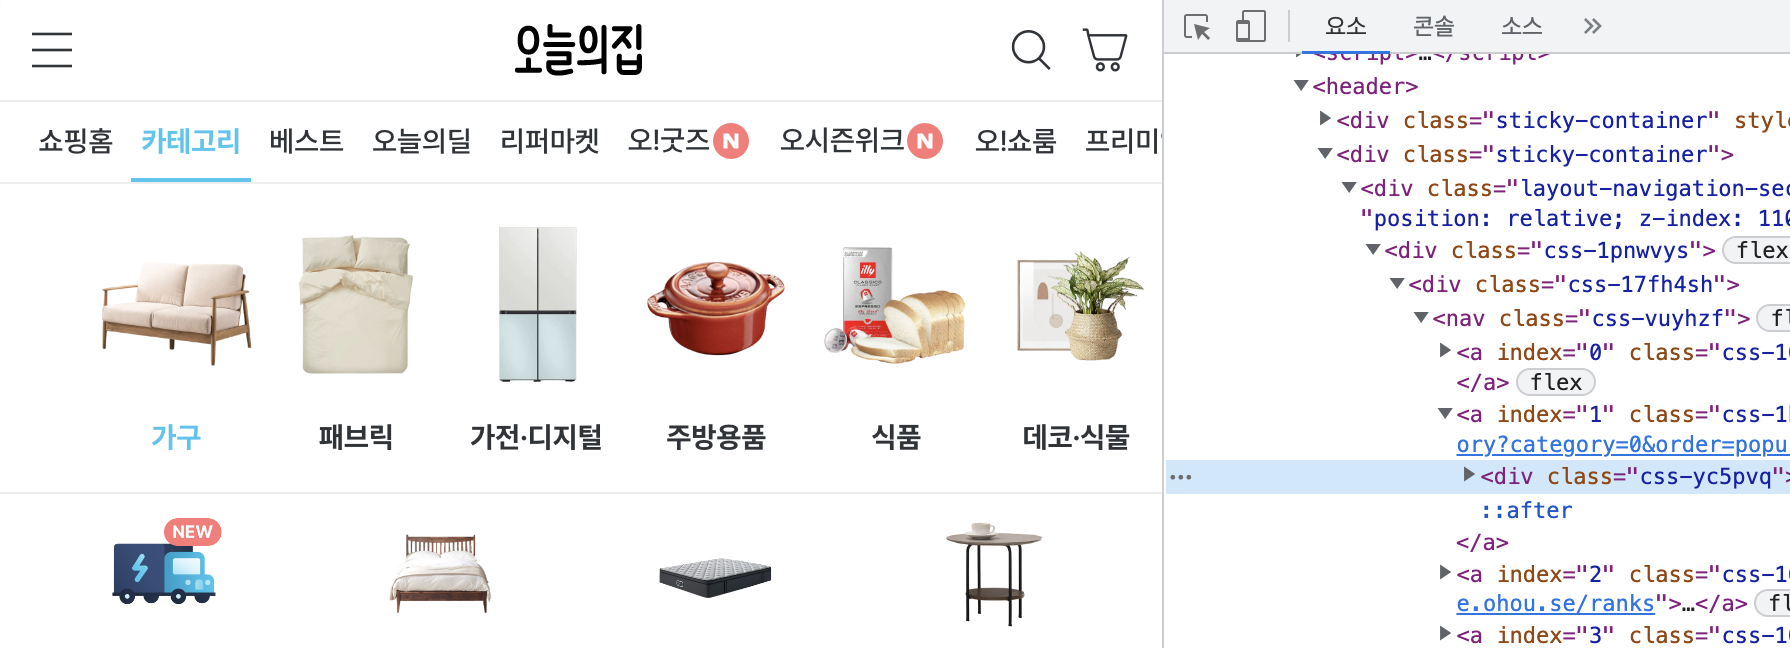 오늘의집
쇼핑홈 카테고리 베스트 오늘의딜 리퍼마켓 오!굿즈 N 오시즌위크 N 오!쇼룸 프리미
illy
CLASSICO
가구 패브릭 가전·디지털 주방용품 식품 데코·식물
NEW
요소 콘솔 소스
<script>…</script>
<header>
<div class="sticky-container" style
<div class="sticky-container">
<div class="layout-navigation-sec
"position: relative; z-index: 110
<div class="css-1pnwvys"> flex
<div class="css-17fh4sh">
<nav class="css-vuyhzf"> fl
<a index="0" class="css-1
</a> flex
<a index="1" class="css-1
ory?category=0&order=popu
<div class="css-yc5pvq">
::after
</a>
<a index="2" class="css-1
e.ohou.se/ranks">…</a> fl
<a index="3" class="css-1